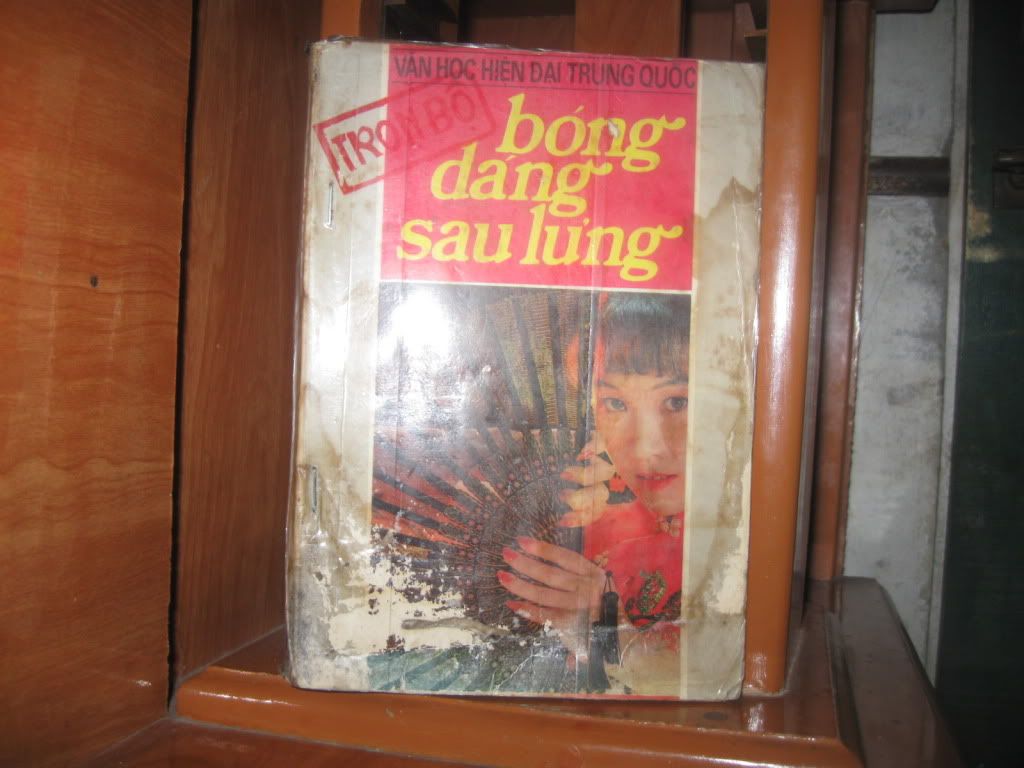 VĂN HỌC HIỆN ĐẠI TRUNG QUỐC
TRỌN BỘ
bóng
dáng
sau lưng